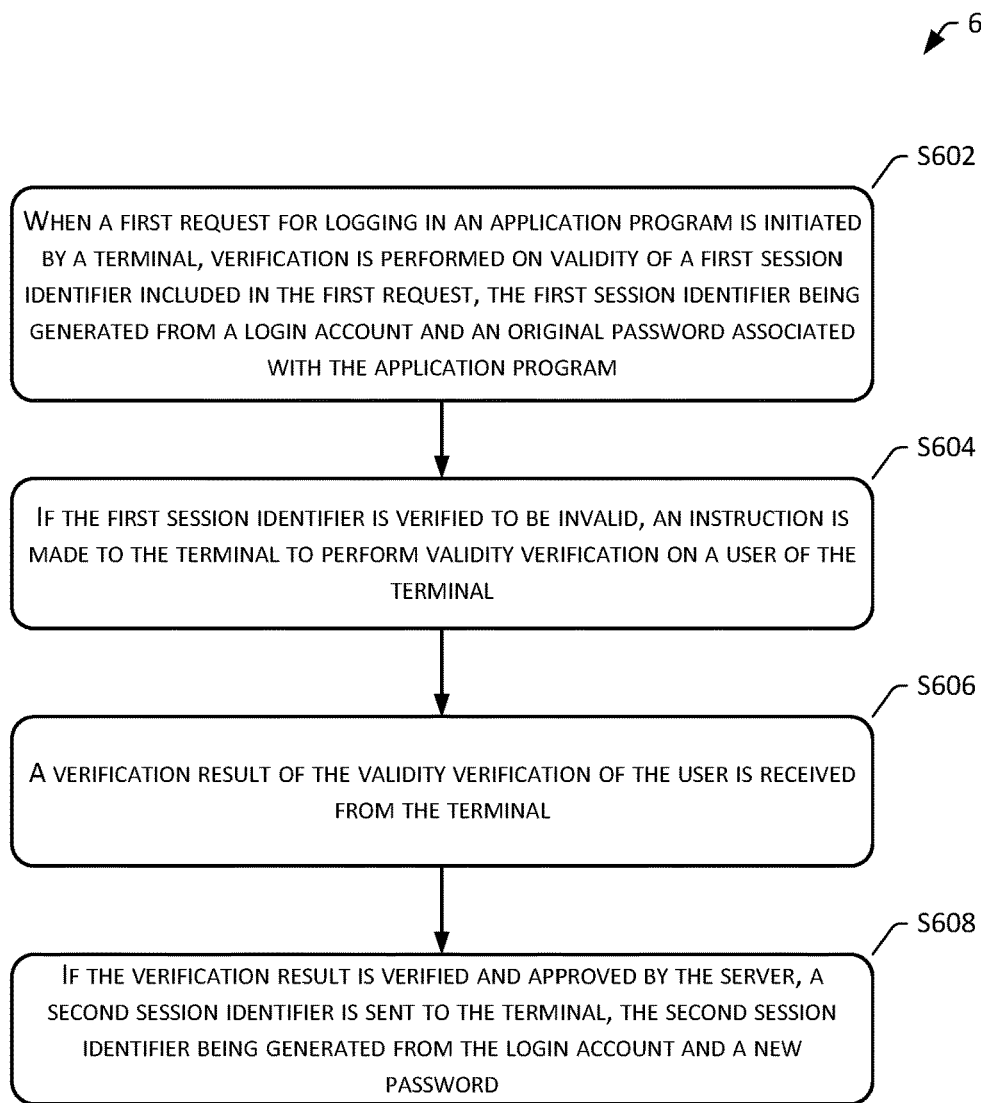 6
S602
WHEN A FIRST REQUEST FOR LOGGING IN AN APPLICATION PROGRAM IS INITIATED
BY A TERMINAL, VERIFICATION IS PERFORMED ON VALIDITY OF A FIRST SESSION
IDENTIFIER INCLUDED IN THE FIRST REQUEST, THE FIRST SESSION IDENTIFIER BEING
GENERATED FROM A LOGIN ACCOUNT AND AN ORIGINAL PASSWORD ASSOCIATED
WITH THE APPLICATION PROGRAM
S604
IF THE FIRST SESSION IDENTIFIER IS VERIFIED TO BE INVALID, AN INSTRUCTION IS
MADE TO THE TERMINAL TO PERFORM VALIDITY VERIFICATION ON A USER OF THE
TERMINAL
S606
A VERIFICATION RESULT OF THE VALIDITY VERIFICATION OF THE USER IS RECEIVED
FROM THE TERMINAL
S608
IF THE VERIFICATION RESULT IS VERIFIED AND APPROVED BY THE SERVER, A
SECOND SESSION IDENTIFIER IS SENT TO THE TERMINAL, THE SECOND SESSION
IDENTIFIER BEING GENERATED FROM THE LOGIN ACCOUNT AND A NEW
PASSWORD